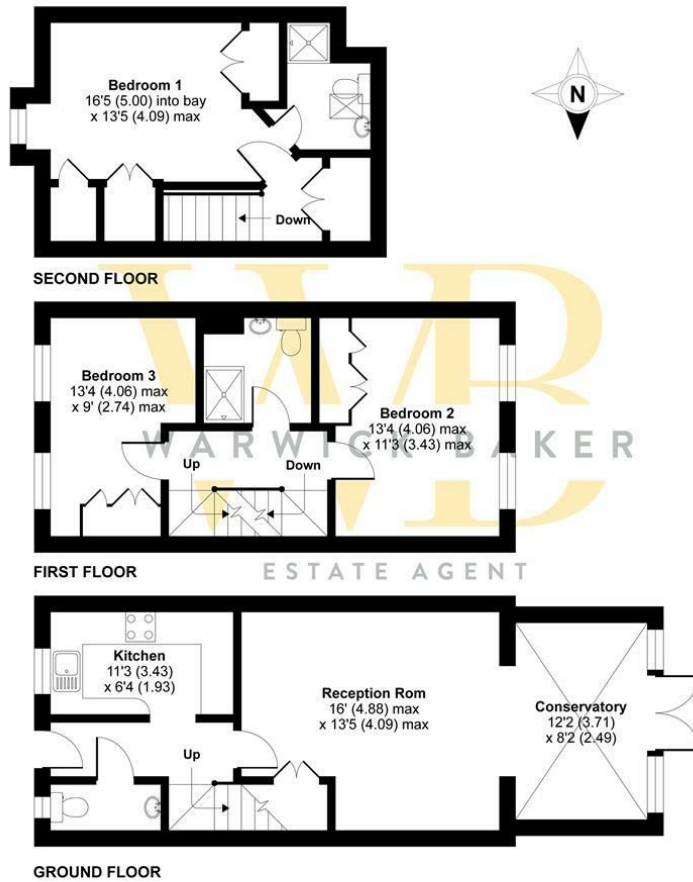 Bedroom 1
16'5 (5.00) into bay
x 13'5 (4.09) max
N
Down
SECOND FLOOR
WB
Bedroom 3
13'4 (4.06) max
x 9' (2.74) max
Bedroom 2
13'4 (4.06) max
x 11'3 (3.43) max
WARWICK BAKER
Up
Down
FIRST FLOOR
ESTATE AGENT
Kitchen
11'3 (3.43)
x 6'4 (1.93)
Reception Rom
16' (4.88) max
x 13'5 (4.09) max
Conservatory
12'2 (3.71)
x 8'2 (2.49)
Up
GROUND FLOOR